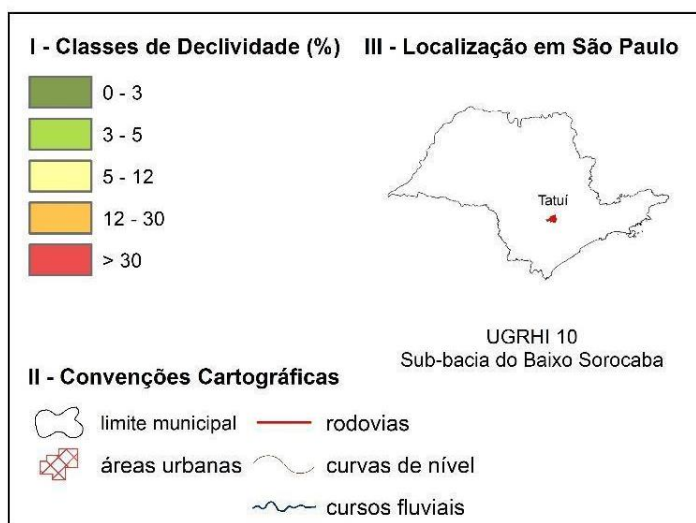 I - Classes de Declividade (%)
0 - 3
3 - 5
5 - 12
12 - 30
> 30
III - Localização em São Paulo
Tatuí
UGRHI 10
Sub-bacia do Baixo Sorocaba
II - Convenções Cartográficas
limite municipal
rodovias
áreas urbanas
curvas de nível
cursos fluviais